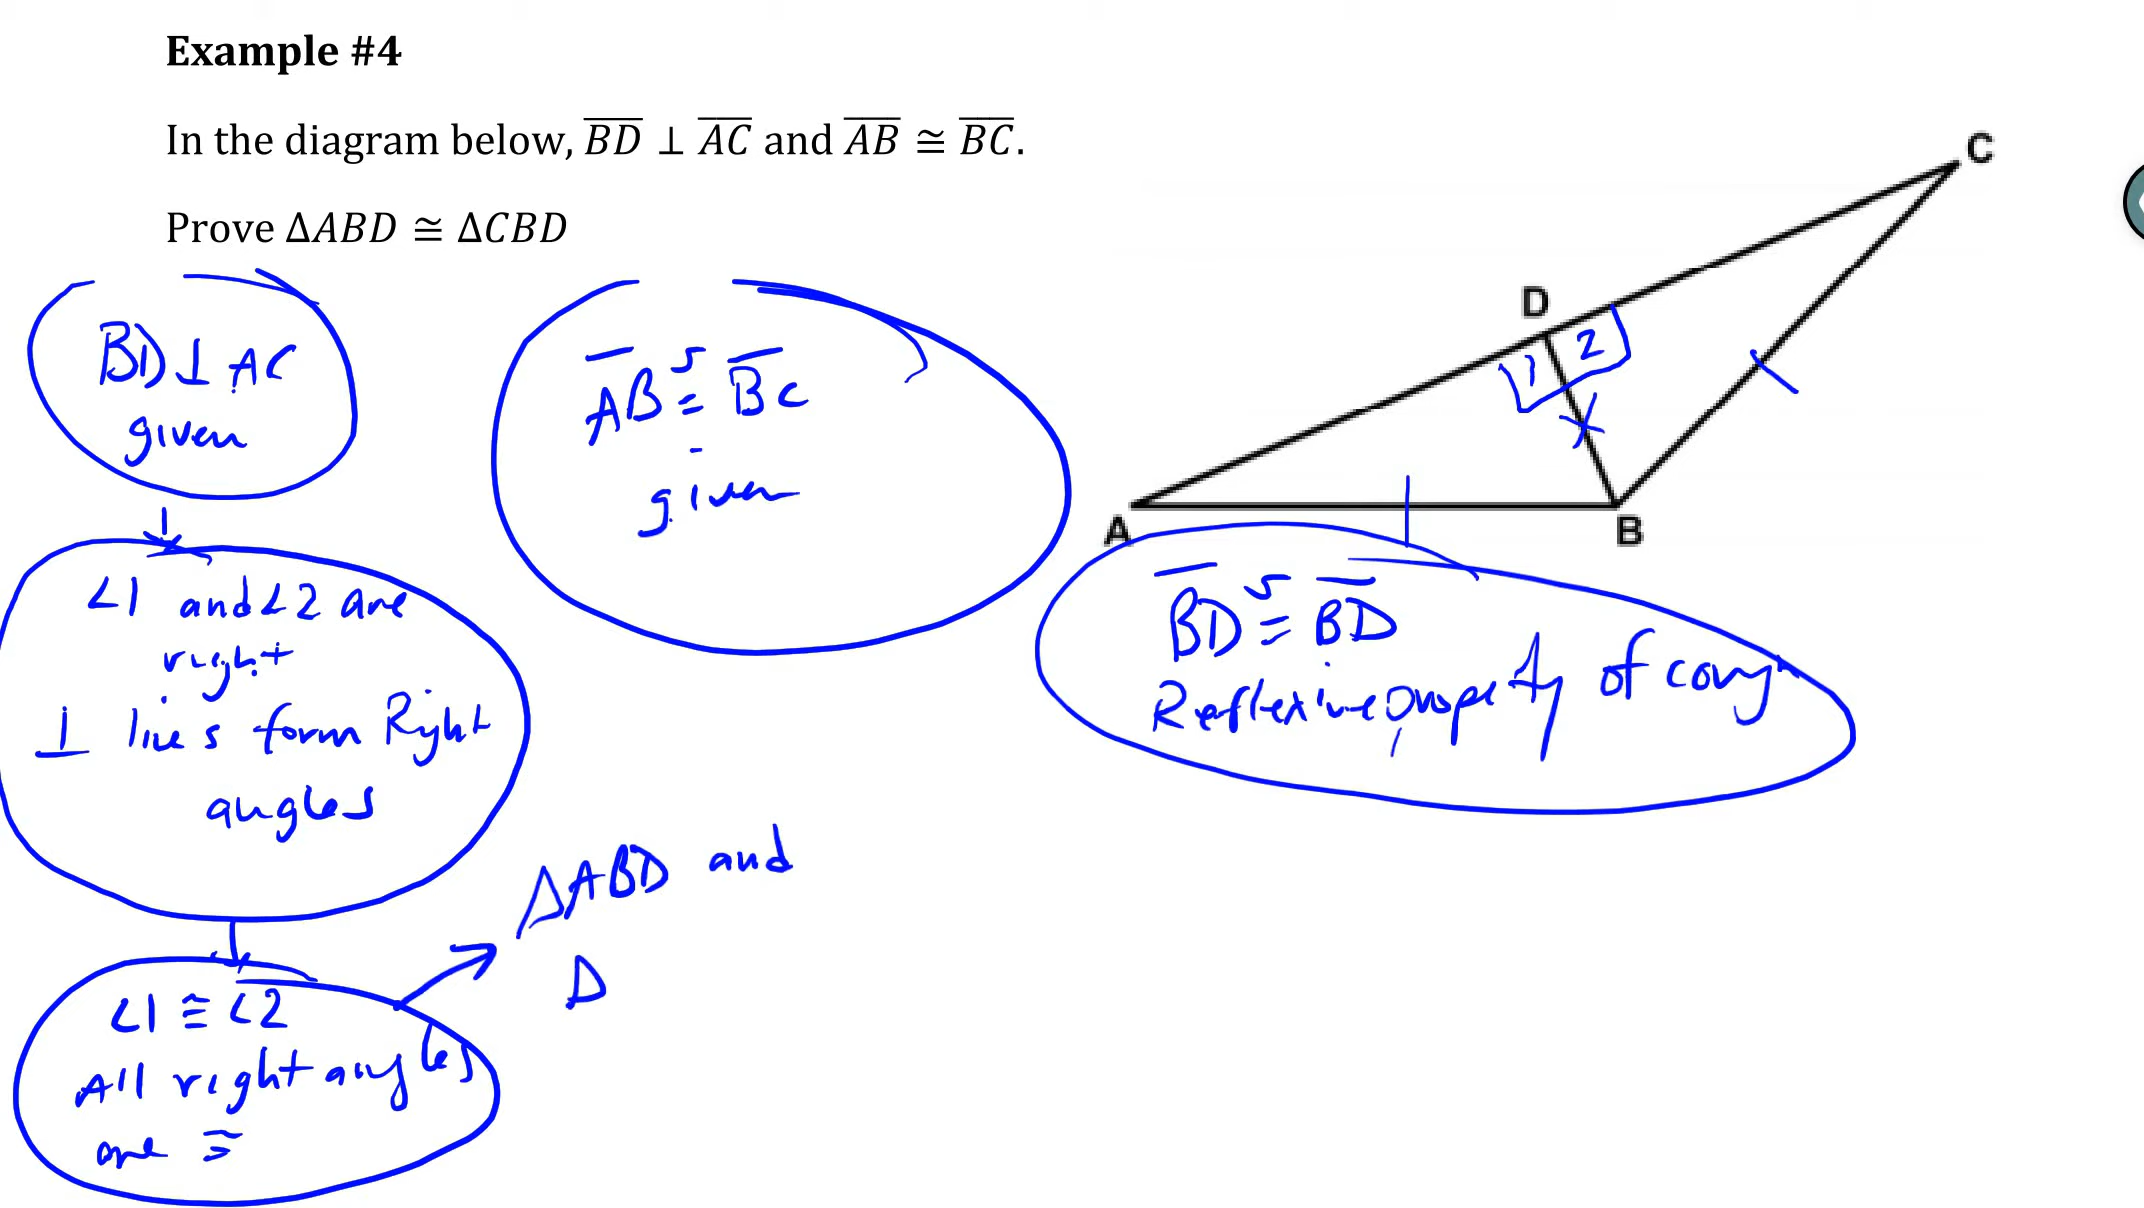 Example #4
In the diagram below, BD ⊥ AC and AB ≅ BC.
Prove ΔABD ≅ ΔCBD
C
D
1 2
A
B
BD ⊥ AC
given
AB ≅ BC
given
BD ≅ BD
Reflexive property of cong
∠1 and ∠2 are
right
⊥ lines form Right
angles
ΔABD and
Δ
∠1 ≅ ∠2
All right angles
are ≅